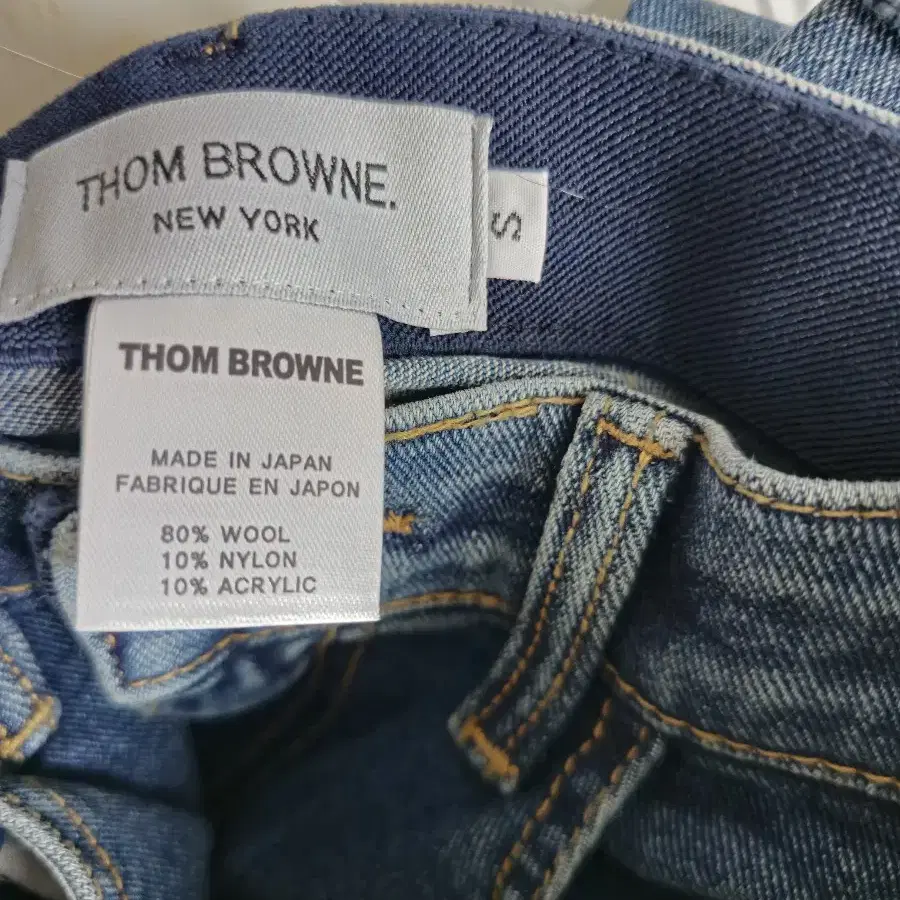 THOM BROWNE.
NEW YORK
S
THOM BROWNE
MADE IN JAPAN
FABRIQUE EN JAPON
80% WOOL
10% NYLON
10% ACRYLIC